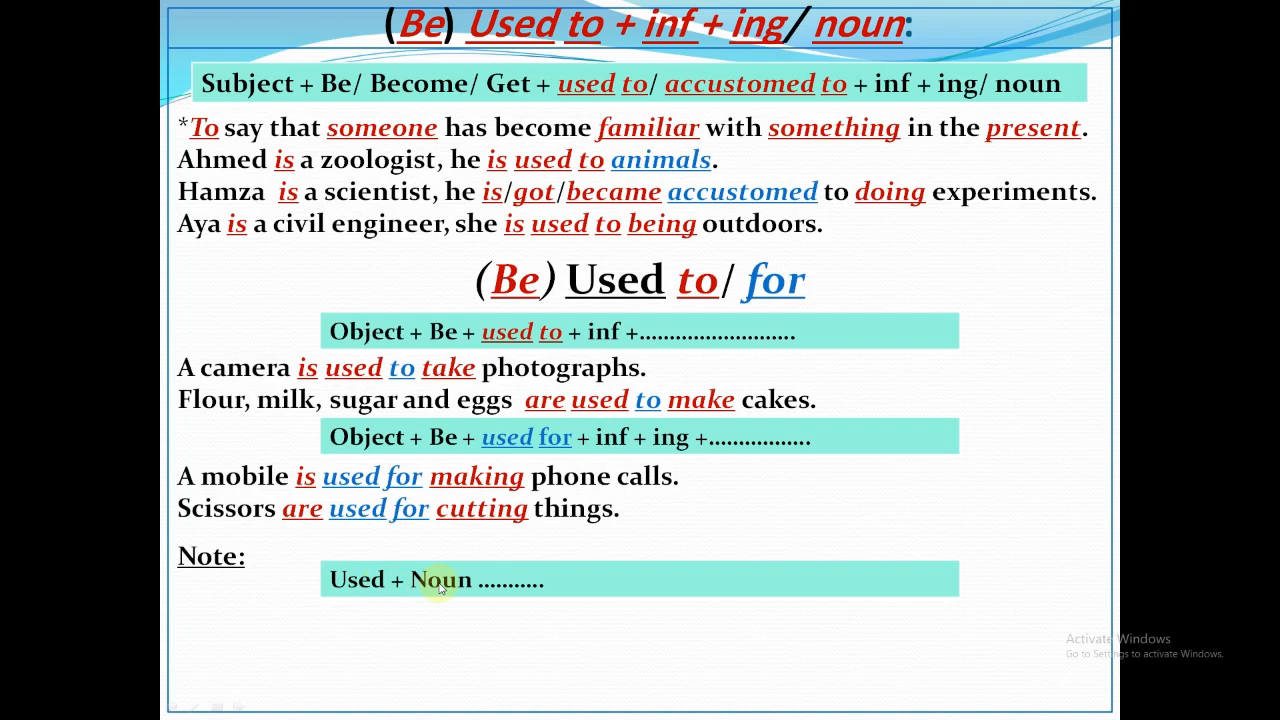 (Be) Used to + inf + ing/ noun:
Subject + Be/ Become/ Get + used to/ accustomed to + inf + ing/ noun
*To say that someone has become familiar with something in the present.
Ahmed is a zoologist, he is used to animals.
Hamza is a scientist, he is/got/became accustomed to doing experiments.
Aya is a civil engineer, she is used to being outdoors.
(Be) Used to/ for
Object + Be + used to + inf +..........................
A camera is used to take photographs.
Flour, milk, sugar and eggs are used to make cakes.
Object + Be + used for + inf + ing +.................
A mobile is used for making phone calls.
Scissors are used for cutting things.
Note:
Used + Noun ...........
Activate Windows
Go to Settings to activate Windows.